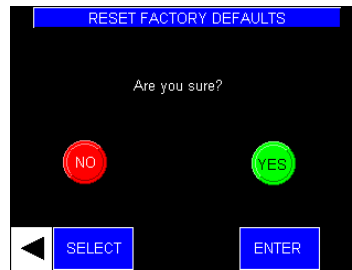 RESET FACTORY DEFAULTS
Are you sure?
NO
YES
SELECT
ENTER